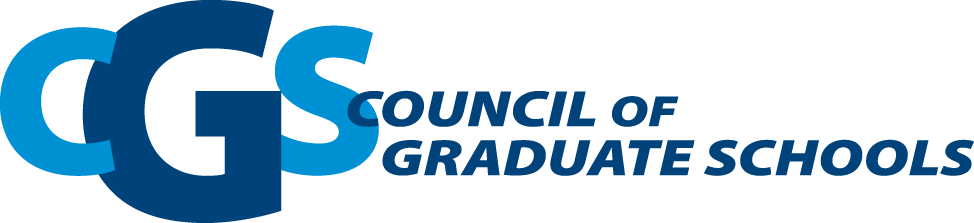 CGS
COUNCIL OF
GRADUATE SCHOOLS